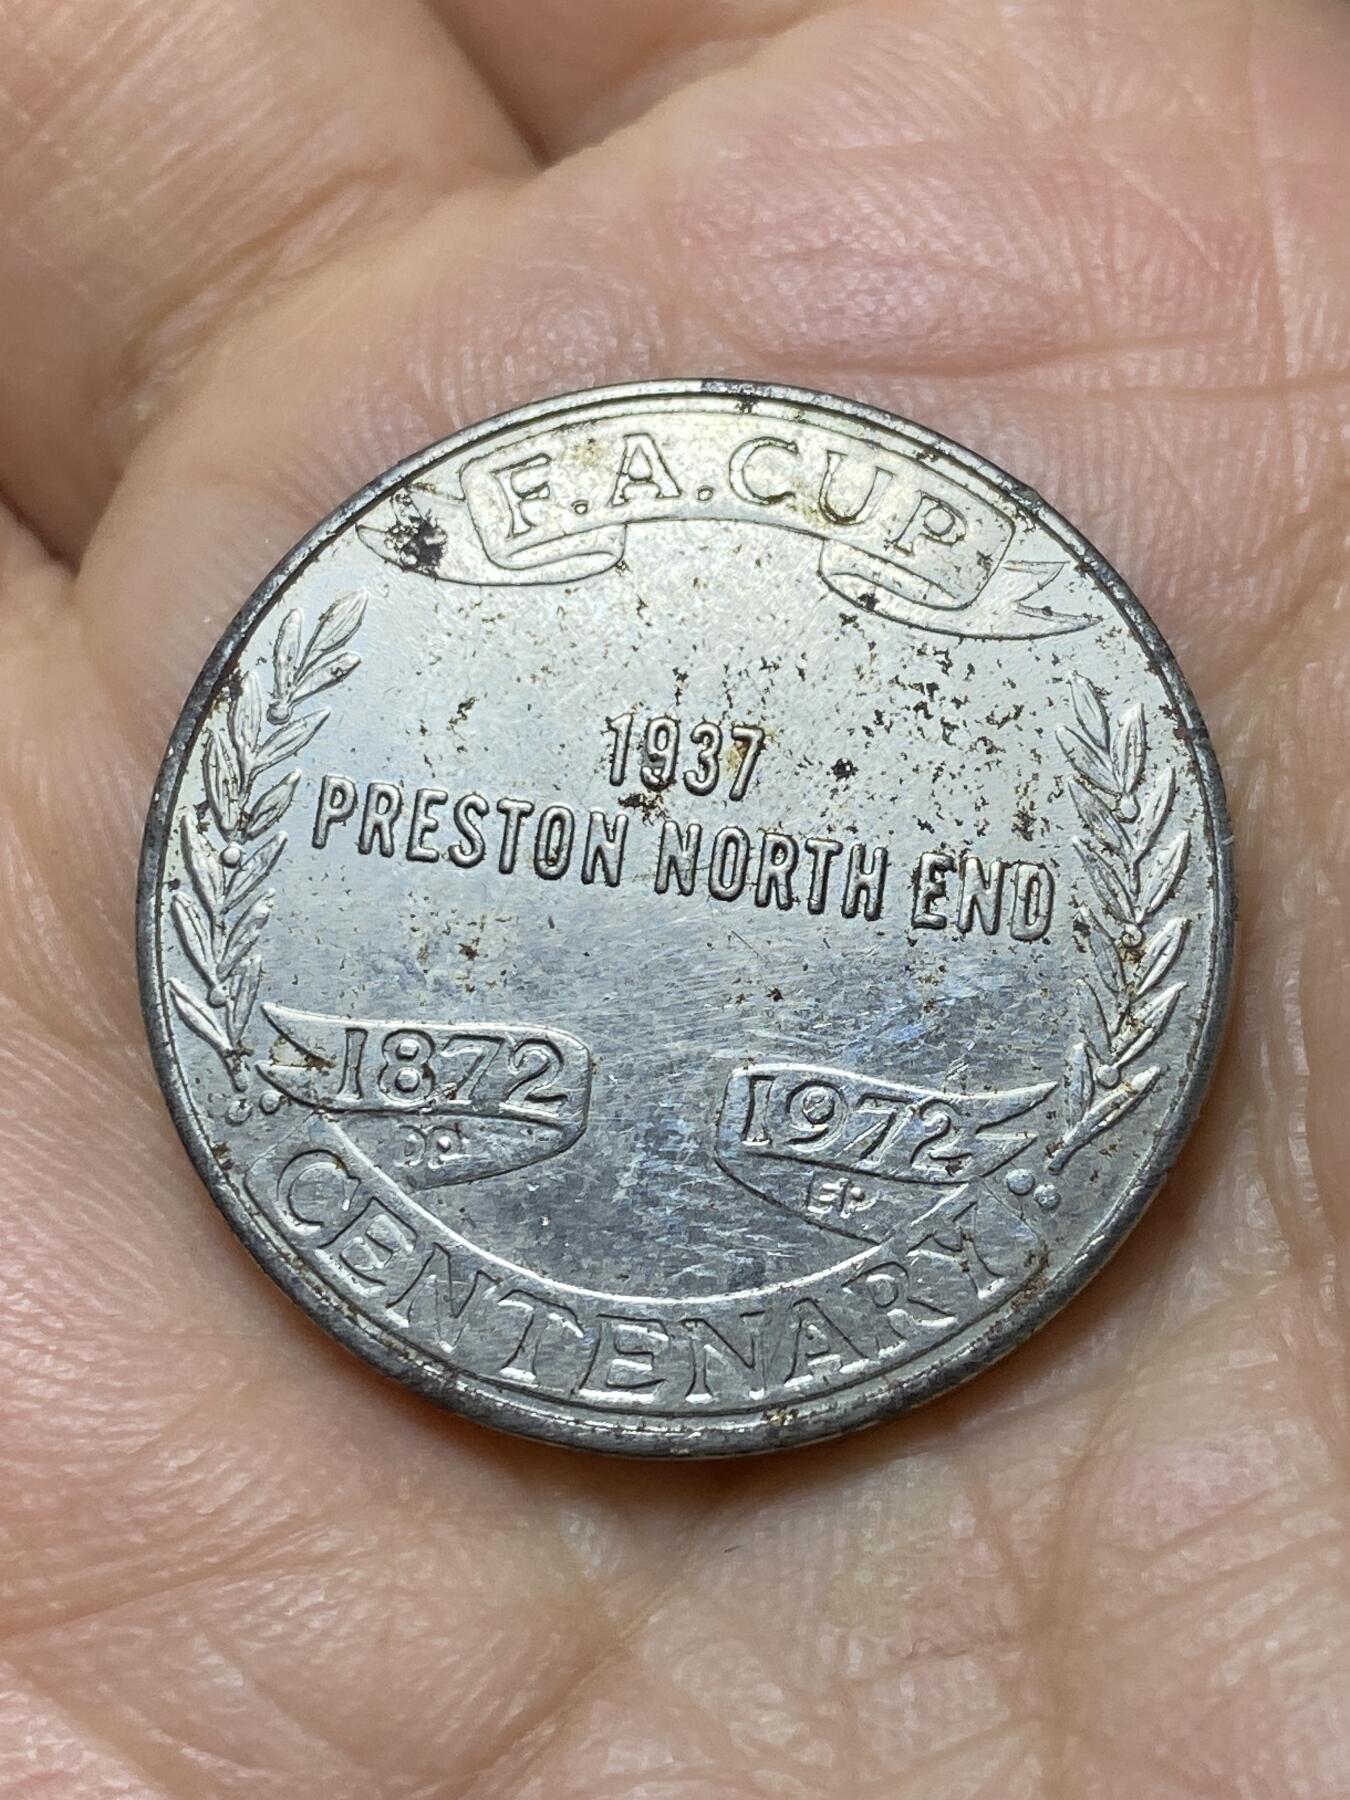 F.A.CUP
1937
PRESTON NORTH END
1872
1972
CENTENARY